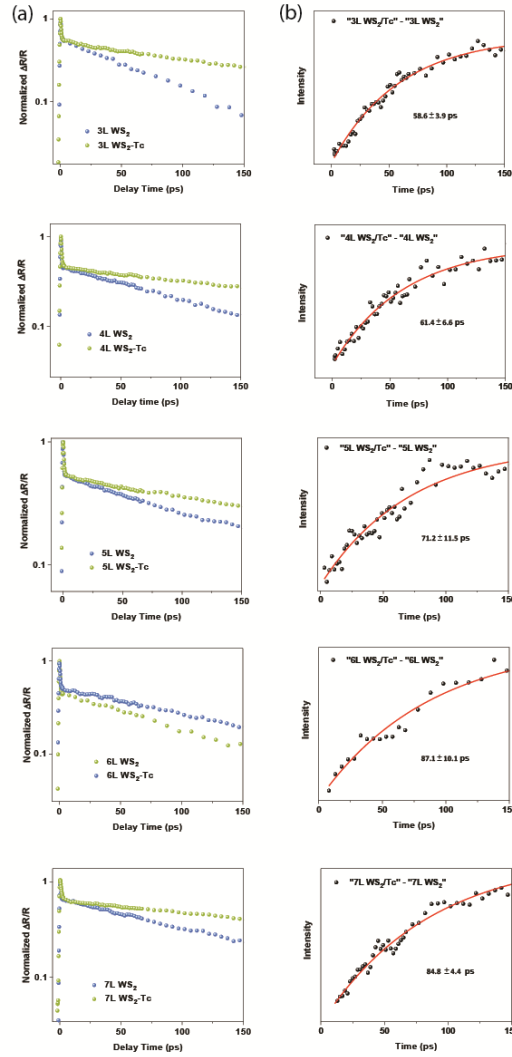 (a)
(b)
Normalized ΔR/R
1
0.1
3L WS₂
3L WS₂-Tc
0 50 100 150
Delay Time (ps)
Intensity
"3L WS₂/Tc" - "3L WS₂"
58.6±3.9 ps
0 50 100 150
Time (ps)
Normalized ΔR/R
1
0.1
4L WS₂
4L WS₂-Tc
0 50 100 150
Delay time (ps)
Intensity
"4L WS₂/Tc" - "4L WS₂"
61.4±6.6 ps
0 50 100 150
Time (ps)
Normalized ΔR/R
1
0.1
5L WS₂
5L WS₂-Tc
0 50 100 150
Delay Time (ps)
Intensity
"5L WS₂/Tc" - "5L WS₂"
71.2±11.5 ps
0 50 100 150
Time (ps)
Normalized ΔR/R
1
0.1
6L WS₂
6L WS₂-Tc
0 50 100 150
Delay Time (ps)
Intensity
"6L WS₂/Tc" - "6L WS₂"
87.1±10.1 ps
0 50 100 150
Time (ps)
Normalized ΔR/R
1
0.1
7L WS₂
7L WS₂-Tc
0 50 100 150
Delay Time (ps)
Intensity
"7L WS₂/Tc" - "7L WS₂"
84.8 ±4.4 ps
0 50 100 150
Time (ps)